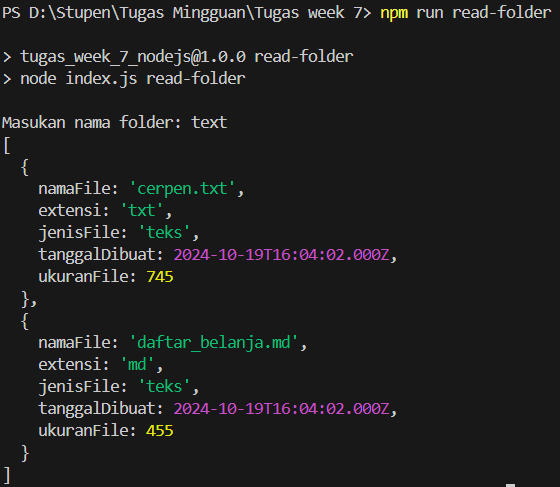 PS D:\Stupen\Tugas Mingguan\Tugas week 7> npm run read-folder
> tugas_week_7_nodejs@1.0.0 read-folder
> node index.js read-folder
Masukan nama folder: text
[
  {
    namaFile: 'cerpen.txt',
    extensi: 'txt',
    jenisFile: 'teks',
    tanggalDibuat: 2024-10-19T16:04:02.000Z,
    ukuranFile: 745
  },
  {
    namaFile: 'daftar_belanja.md',
    extensi: 'md',
    jenisFile: 'teks',
    tanggalDibuat: 2024-10-19T16:04:02.000Z,
    ukuranFile: 455
  }
]